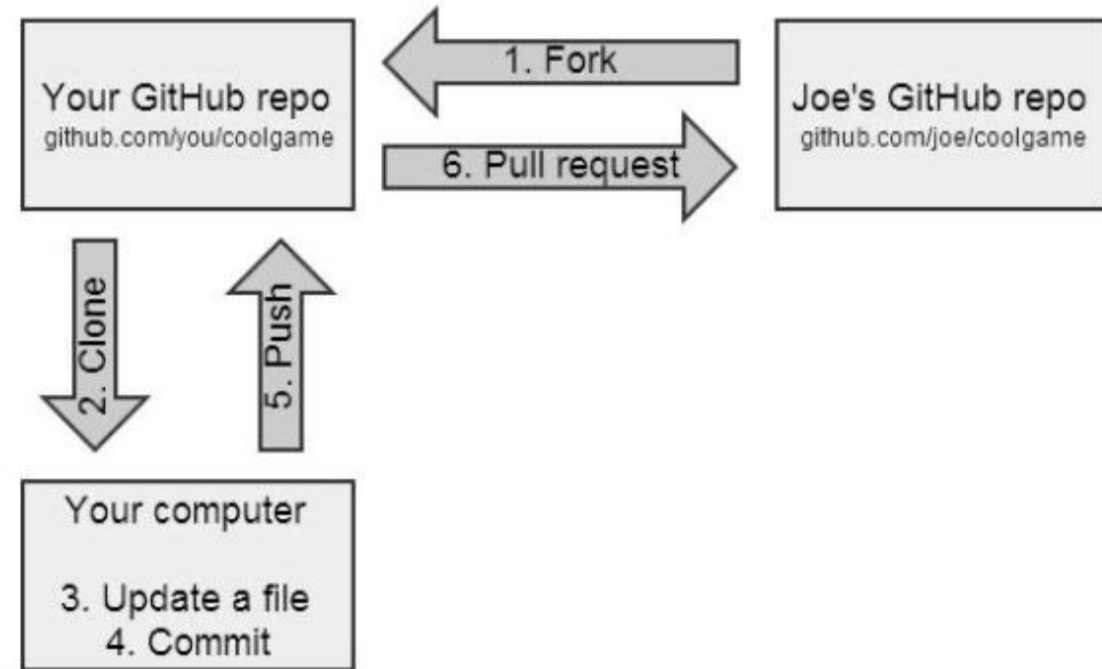 Your GitHub repo
github.com/you/coolgame
1. Fork
6. Pull request
Joe's GitHub repo
github.com/joe/coolgame
2. Clone
5. Push
Your computer
3. Update a file
4. Commit